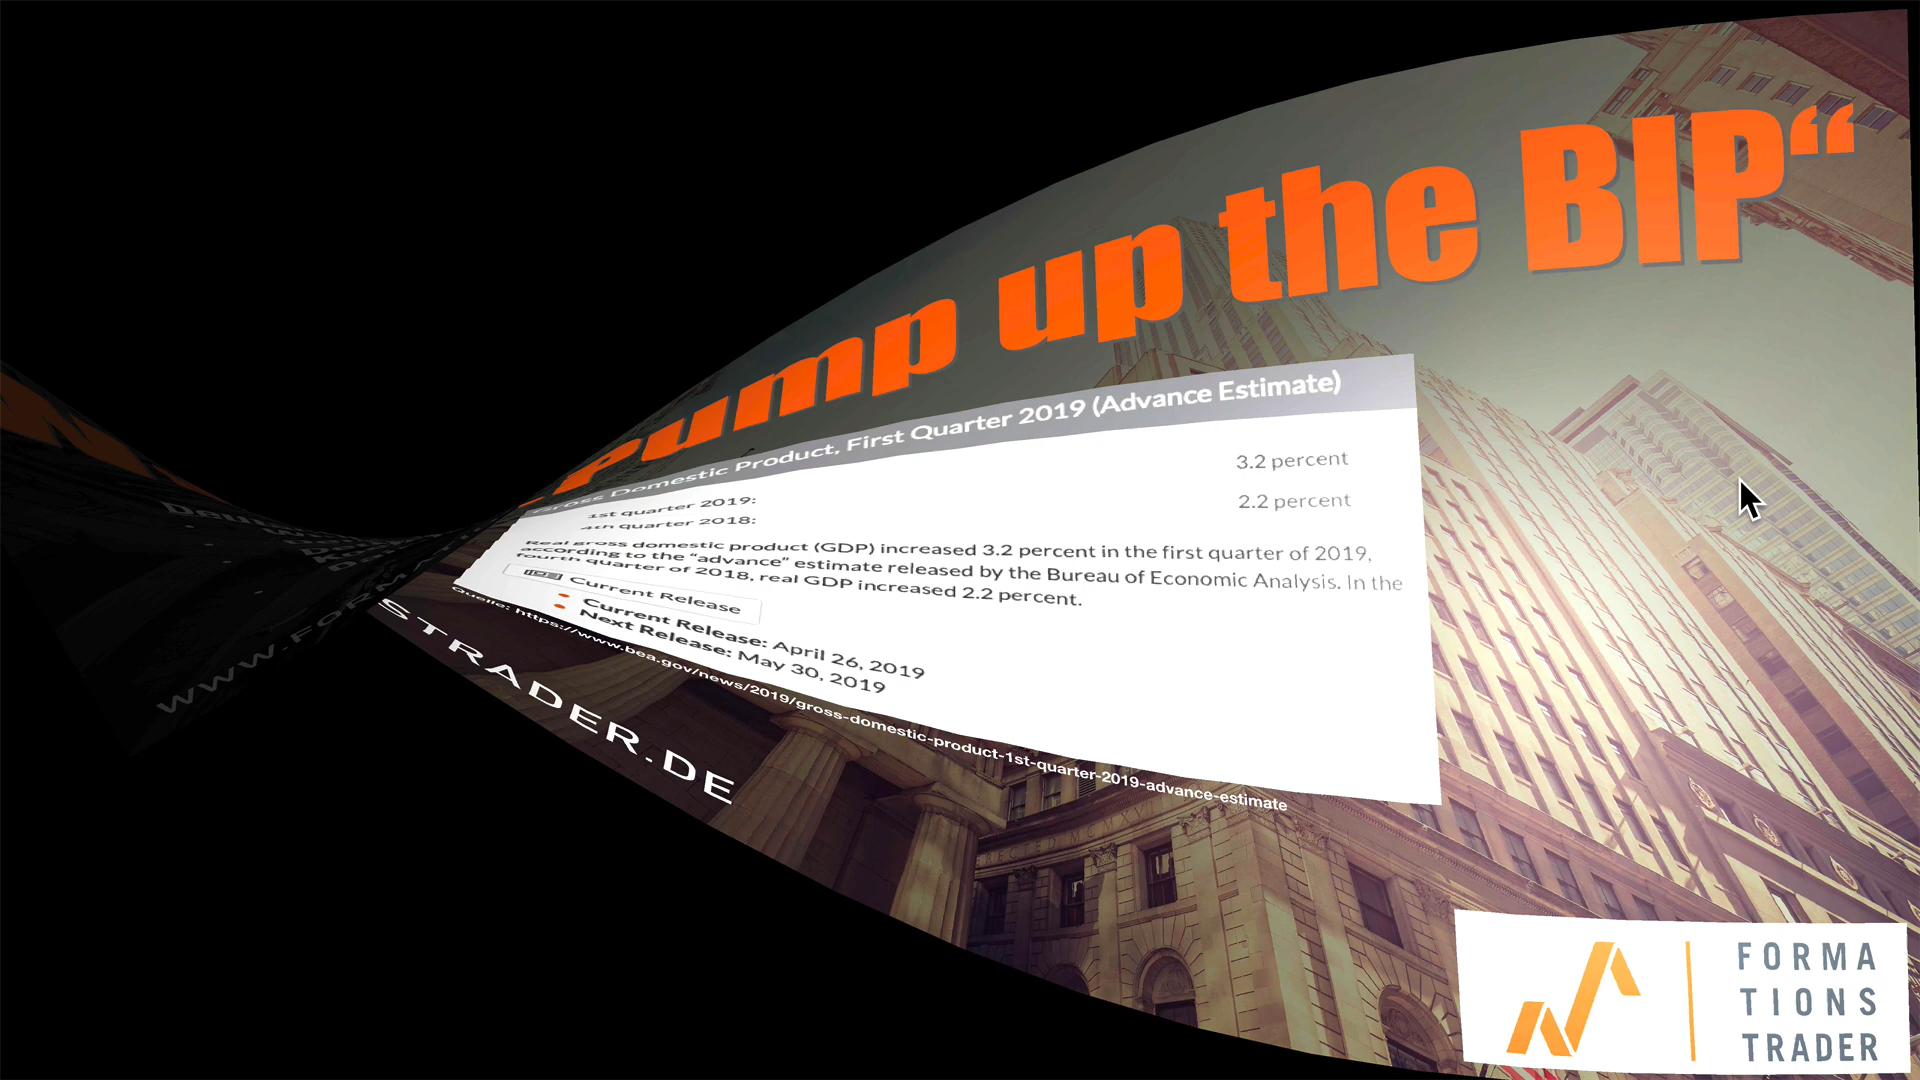 „Pump up the BIP“
Gross Domestic Product, First Quarter 2019 (Advance Estimate)
1st quarter 2019: 3.2 percent
4th quarter 2018: 2.2 percent
Real gross domestic product (GDP) increased 3.2 percent in the first quarter of 2019,
according to the “advance” estimate released by the Bureau of Economic Analysis. In the
fourth quarter of 2018, real GDP increased 2.2 percent.
Current Release
Current Release: April 26, 2019
Next Release: May 30, 2019
Quelle: https://www.bea.gov/news/2019/gross-domestic-product-1st-quarter-2019-advance-estimate
ERECTED
STRADER.DE
WWW.FORMA
FORMA
TIONS
TRADER